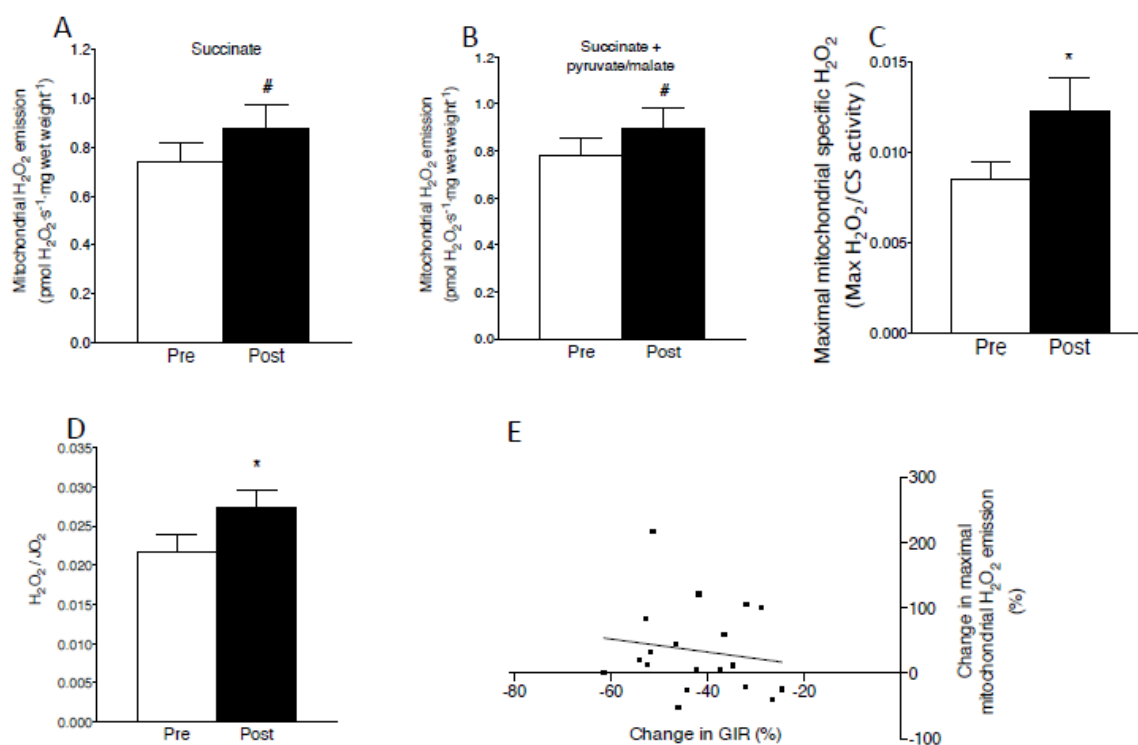 A
Succinate
Mitochondrial H₂O₂ emission
(pmol H₂O₂·s⁻¹·mg wet weight⁻¹)
1.2
1.0
0.8
0.6
0.4
0.2
0.0
#
Pre Post
B
Succinate +
pyruvate/malate
Mitochondrial H₂O₂ emission
(pmol H₂O₂·s⁻¹·mg wet weight⁻¹)
1.2
1.0
0.8
0.6
0.4
0.2
0.0
#
Pre Post
C
Maximal mitochondrial specific H₂O₂
(Max H₂O₂/CS activity )
0.015
0.010
0.005
0.000
*
Pre Post
D
H₂O₂ / JO₂
0.035
0.030
0.025
0.020
0.015
0.010
0.005
0.000
*
Pre Post
E
300
200
100
0
-100
-80 -60 -40 -20
Change in GIR (%)
Change in maximal
mitochondrial H₂O₂ emission
(%)